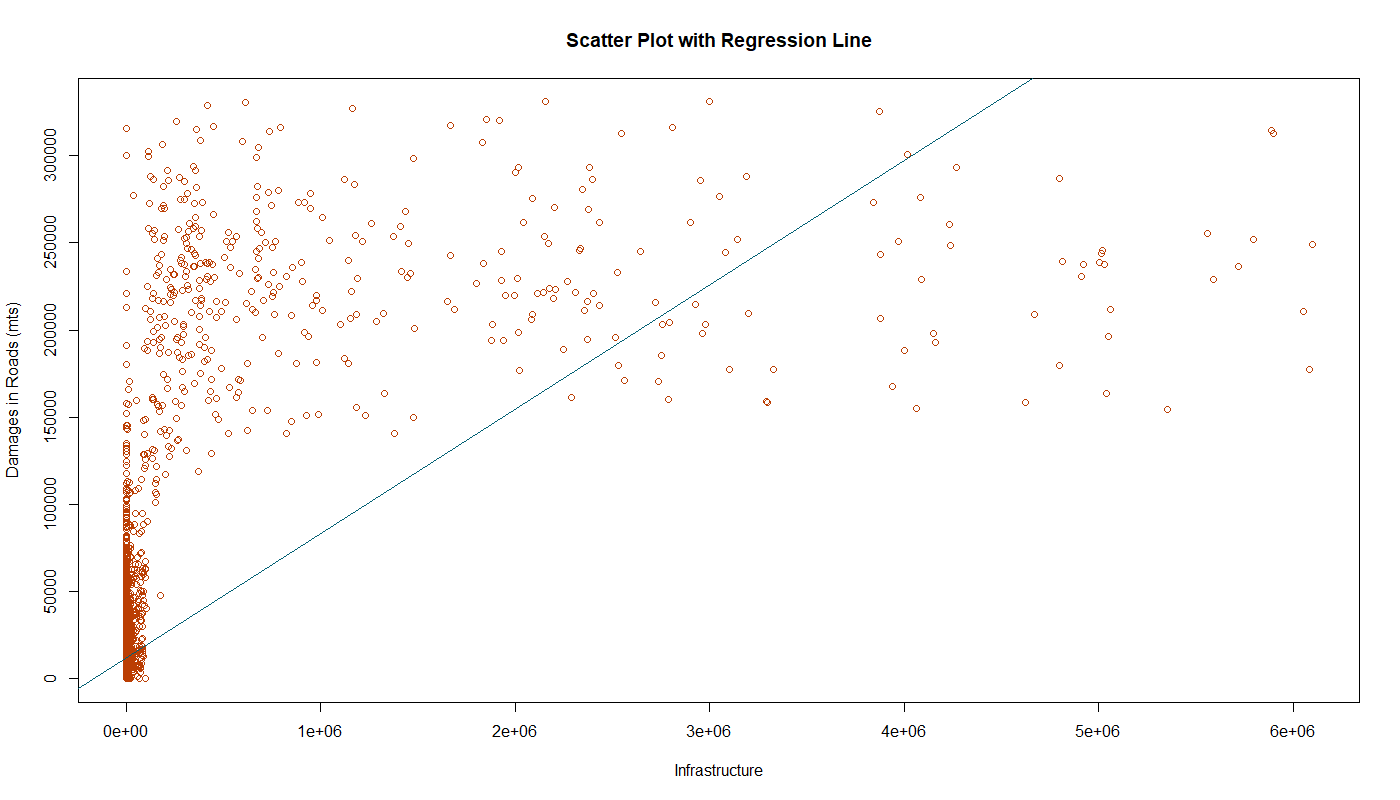 Scatter Plot with Regression Line
Damages in Roads (mts)
300000
250000
200000
150000
100000
50000
0
0e+00 1e+06 2e+06 3e+06 4e+06 5e+06 6e+06
Infrastructure